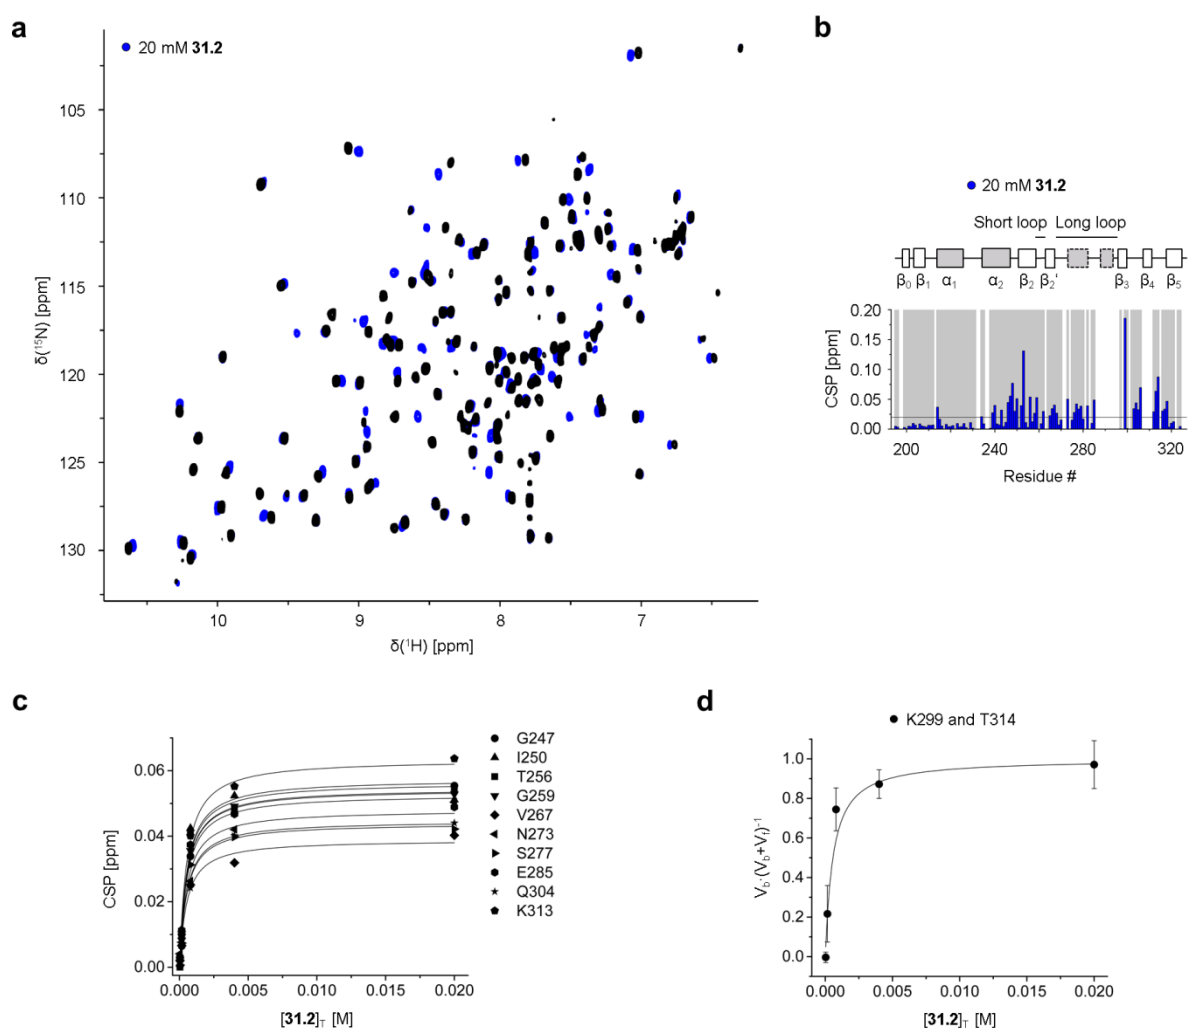 a
20 mM 31.2
105
110
115
120
125
130
δ(¹⁵N) [ppm]
10
9
8
7
δ(¹H) [ppm]
b
20 mM 31.2
Short loop
Long loop
β₀
β₁
α₁
α₂
β₂
β₂'
β₃
β₄
β₅
0.20
0.15
0.10
0.05
0
CSP [ppm]
200
240
280
320
Residue #
c
0.06
0.04
0.02
0.00
CSP [ppm]
0.000
0.005
0.010
0.015
0.020
[31.2]T [M]
G247
I250
T256
G259
V267
N273
S277
E285
Q304
K313
d
K299 and T314
1.0
0.8
0.6
0.4
0.2
0.0
Vb·(Vb+Vf)⁻¹
0.000
0.005
0.010
0.015
0.020
[31.2]T [M]